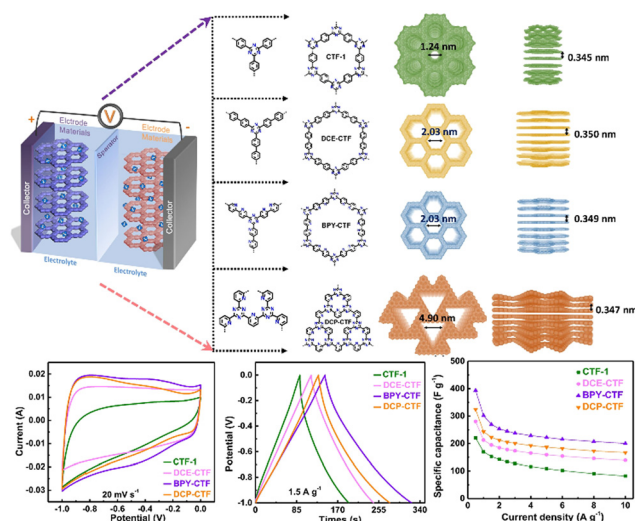 CTF-1
1.24 nm
0.345 nm
V
+
-
Elctrode
Materials
Sparator
Elctrode
Materials
Collector
Collector
Electrolyte
Electrolyte
DCE-CTF
2.03 nm
0.350 nm
BPY-CTF
2.03 nm
0.349 nm
DCP-CTF
4.90 nm
0.347 nm
Current (A)
0.02
0.01
0.00
-0.01
-0.02
-0.03
CTF-1
DCE-CTF
BPY-CTF
DCP-CTF
20 mV s⁻¹
-1.0 -0.8 -0.6 -0.4 -0.2 0.0
Potential (V)
Potential (V)
0.0
-0.2
-0.4
-0.6
-0.8
-1.0
CTF-1
DCE-CTF
BPY-CTF
DCP-CTF
1.5 A g⁻¹
0 85 170 255 340
Times (s)
Specific capacitance (F g⁻¹)
500
400
300
200
100
0
CTF-1
DCE-CTF
BPY-CTF
DCP-CTF
0 2 4 6 8 10
Current density (A g⁻¹)